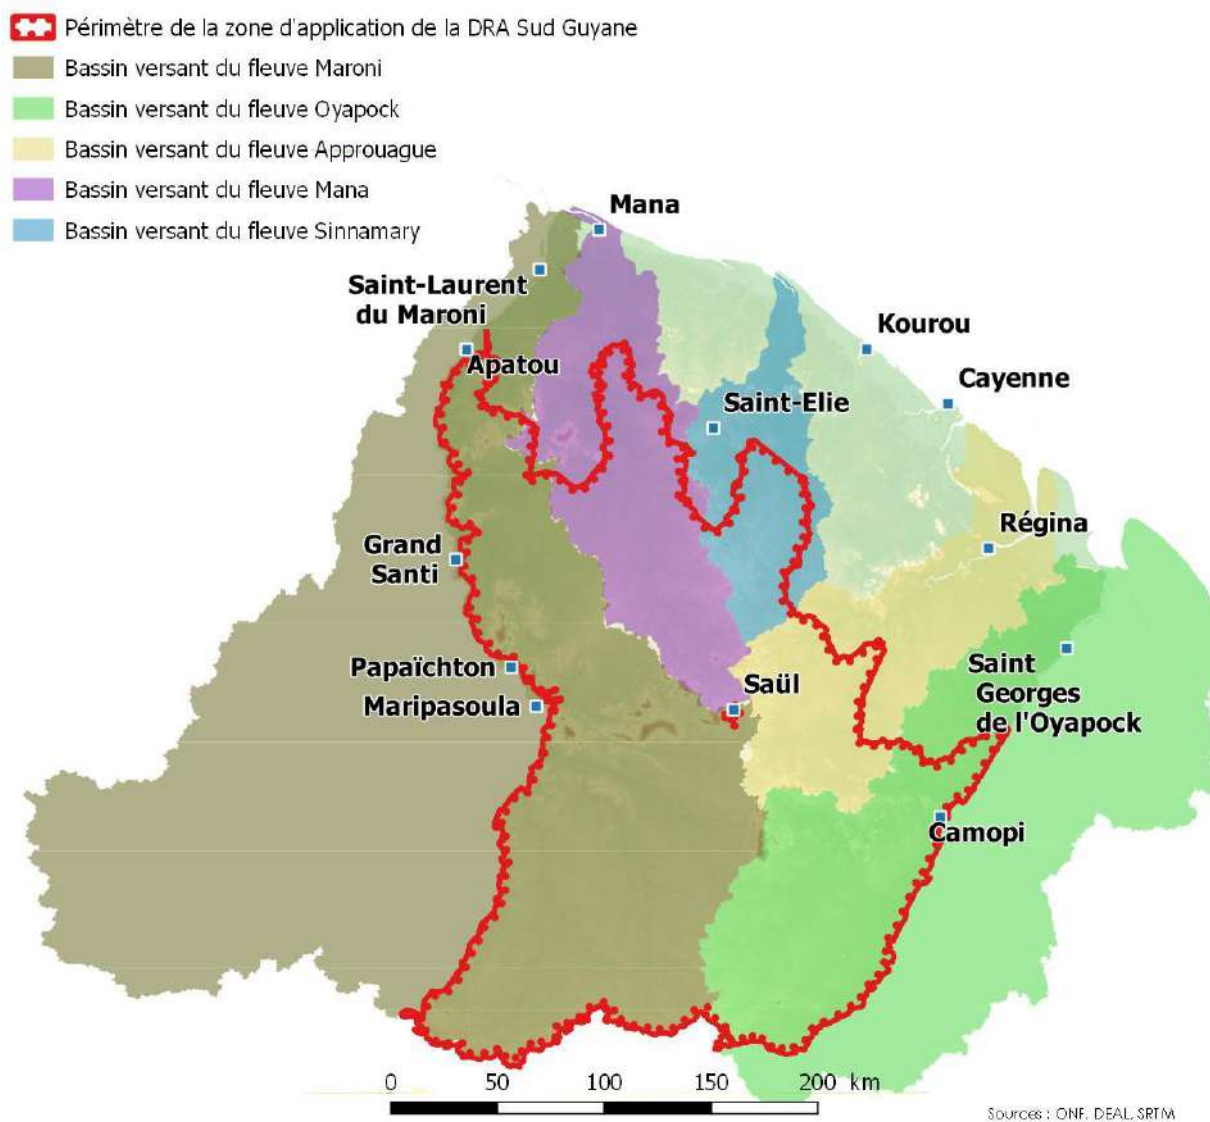 Périmètre de la zone d'application de la DRA Sud Guyane
Bassin versant du fleuve Maroni
Bassin versant du fleuve Oyapock
Bassin versant du fleuve Approuague
Bassin versant du fleuve Mana
Bassin versant du fleuve Sinnamary
Mana
Saint-Laurent
du Maroni
Kourou
Apatou
Cayenne
Saint-Elie
Régina
Grand
Santi
Papaïchton
Saint
Georges
de l'Oyapock
Saül
Maripasoula
Camopi
0 50 100 150 200 km
Sources : ONF, DEAL, SRTM